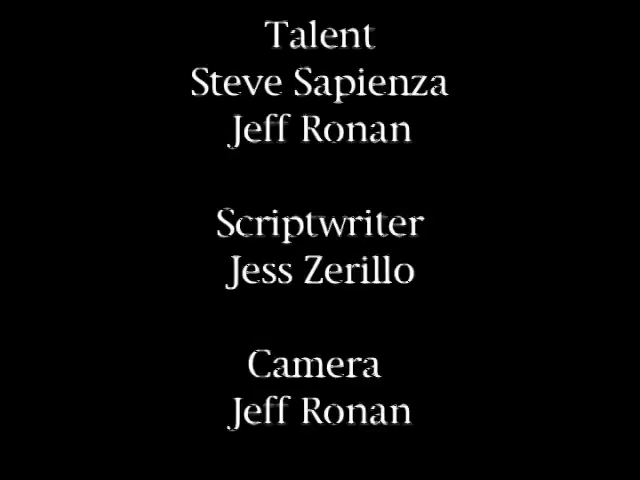 Talent
Steve Sapienza
Jeff Ronan
Scriptwriter
Jess Zerillo
Camera
Jeff Ronan